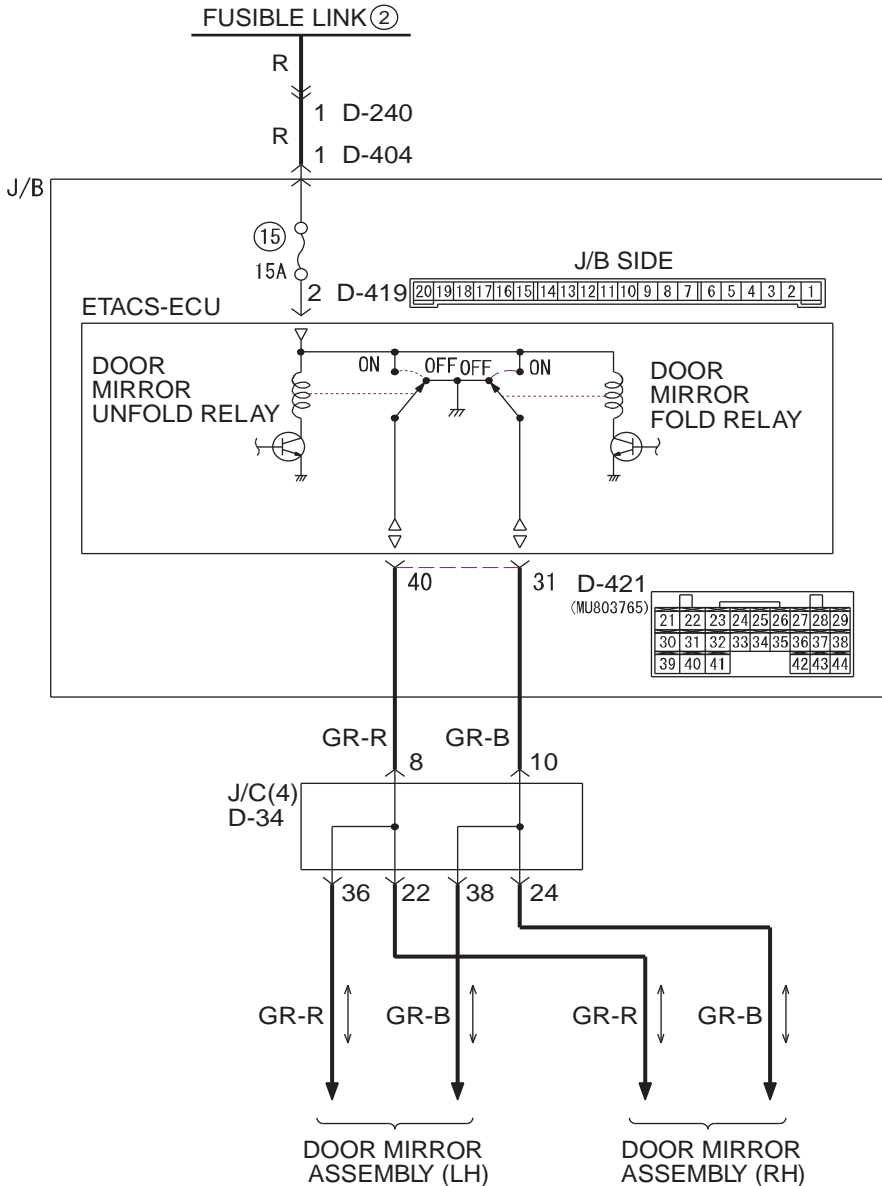 FUSIBLE LINK②
R
1 D-240
R
1 D-404
J/B
⑮
15A
J/B SIDE
2 D-419
20 19 18 17 16 15 14 13 12 11 10 9 8 7 6 5 4 3 2 1
ETACS-ECU
DOOR
MIRROR
UNFOLD RELAY
ON OFF OFF ON
DOOR
MIRROR
FOLD RELAY
40 31 D-421
(MU803765)
21 22 23 24 25 26 27 28 29
30 31 32 33 34 35 36 37 38
39 40 41 42 43 44
GR-R GR-B
8 10
J/C(4)
D-34
36 22 38 24
GR-R GR-B GR-R GR-B
DOOR MIRROR
ASSEMBLY (LH)
DOOR MIRROR
ASSEMBLY (RH)